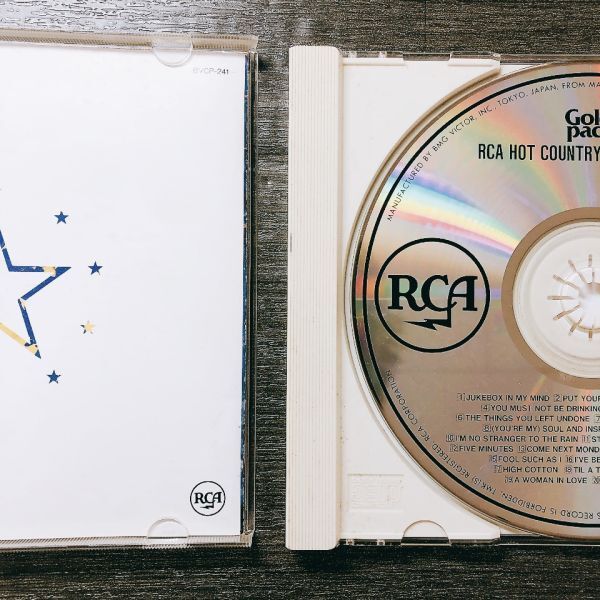 BVCP-241
RCA
MANUFACTURED BY BMG VICTOR, INC., TOKYO, JAPAN, FROM MA
Gol
pac
RCA HOT COUNTRY
RCA
1 JUKEBOX IN MY MIND 2 PUT YOUR
4 YOU MUST NOT BE DRINKING
6 THE THINGS YOU LEFT UNDONE 7
8 (YOU'RE MY) SOUL AND INSP
10 I'M NO STRANGER TO THE RAIN 11 ST
12 FIVE MINUTES 13 COME NEXT MOND
15 FOOL SUCH AS I 16 I'VE BE
17 HIGH COTTON 18 'TIL A T
19 A WOMAN IN LOVE 20
TMK(S) REGISTERED. RCA CORPORATION.
S RECORD IS FORBIDDEN.